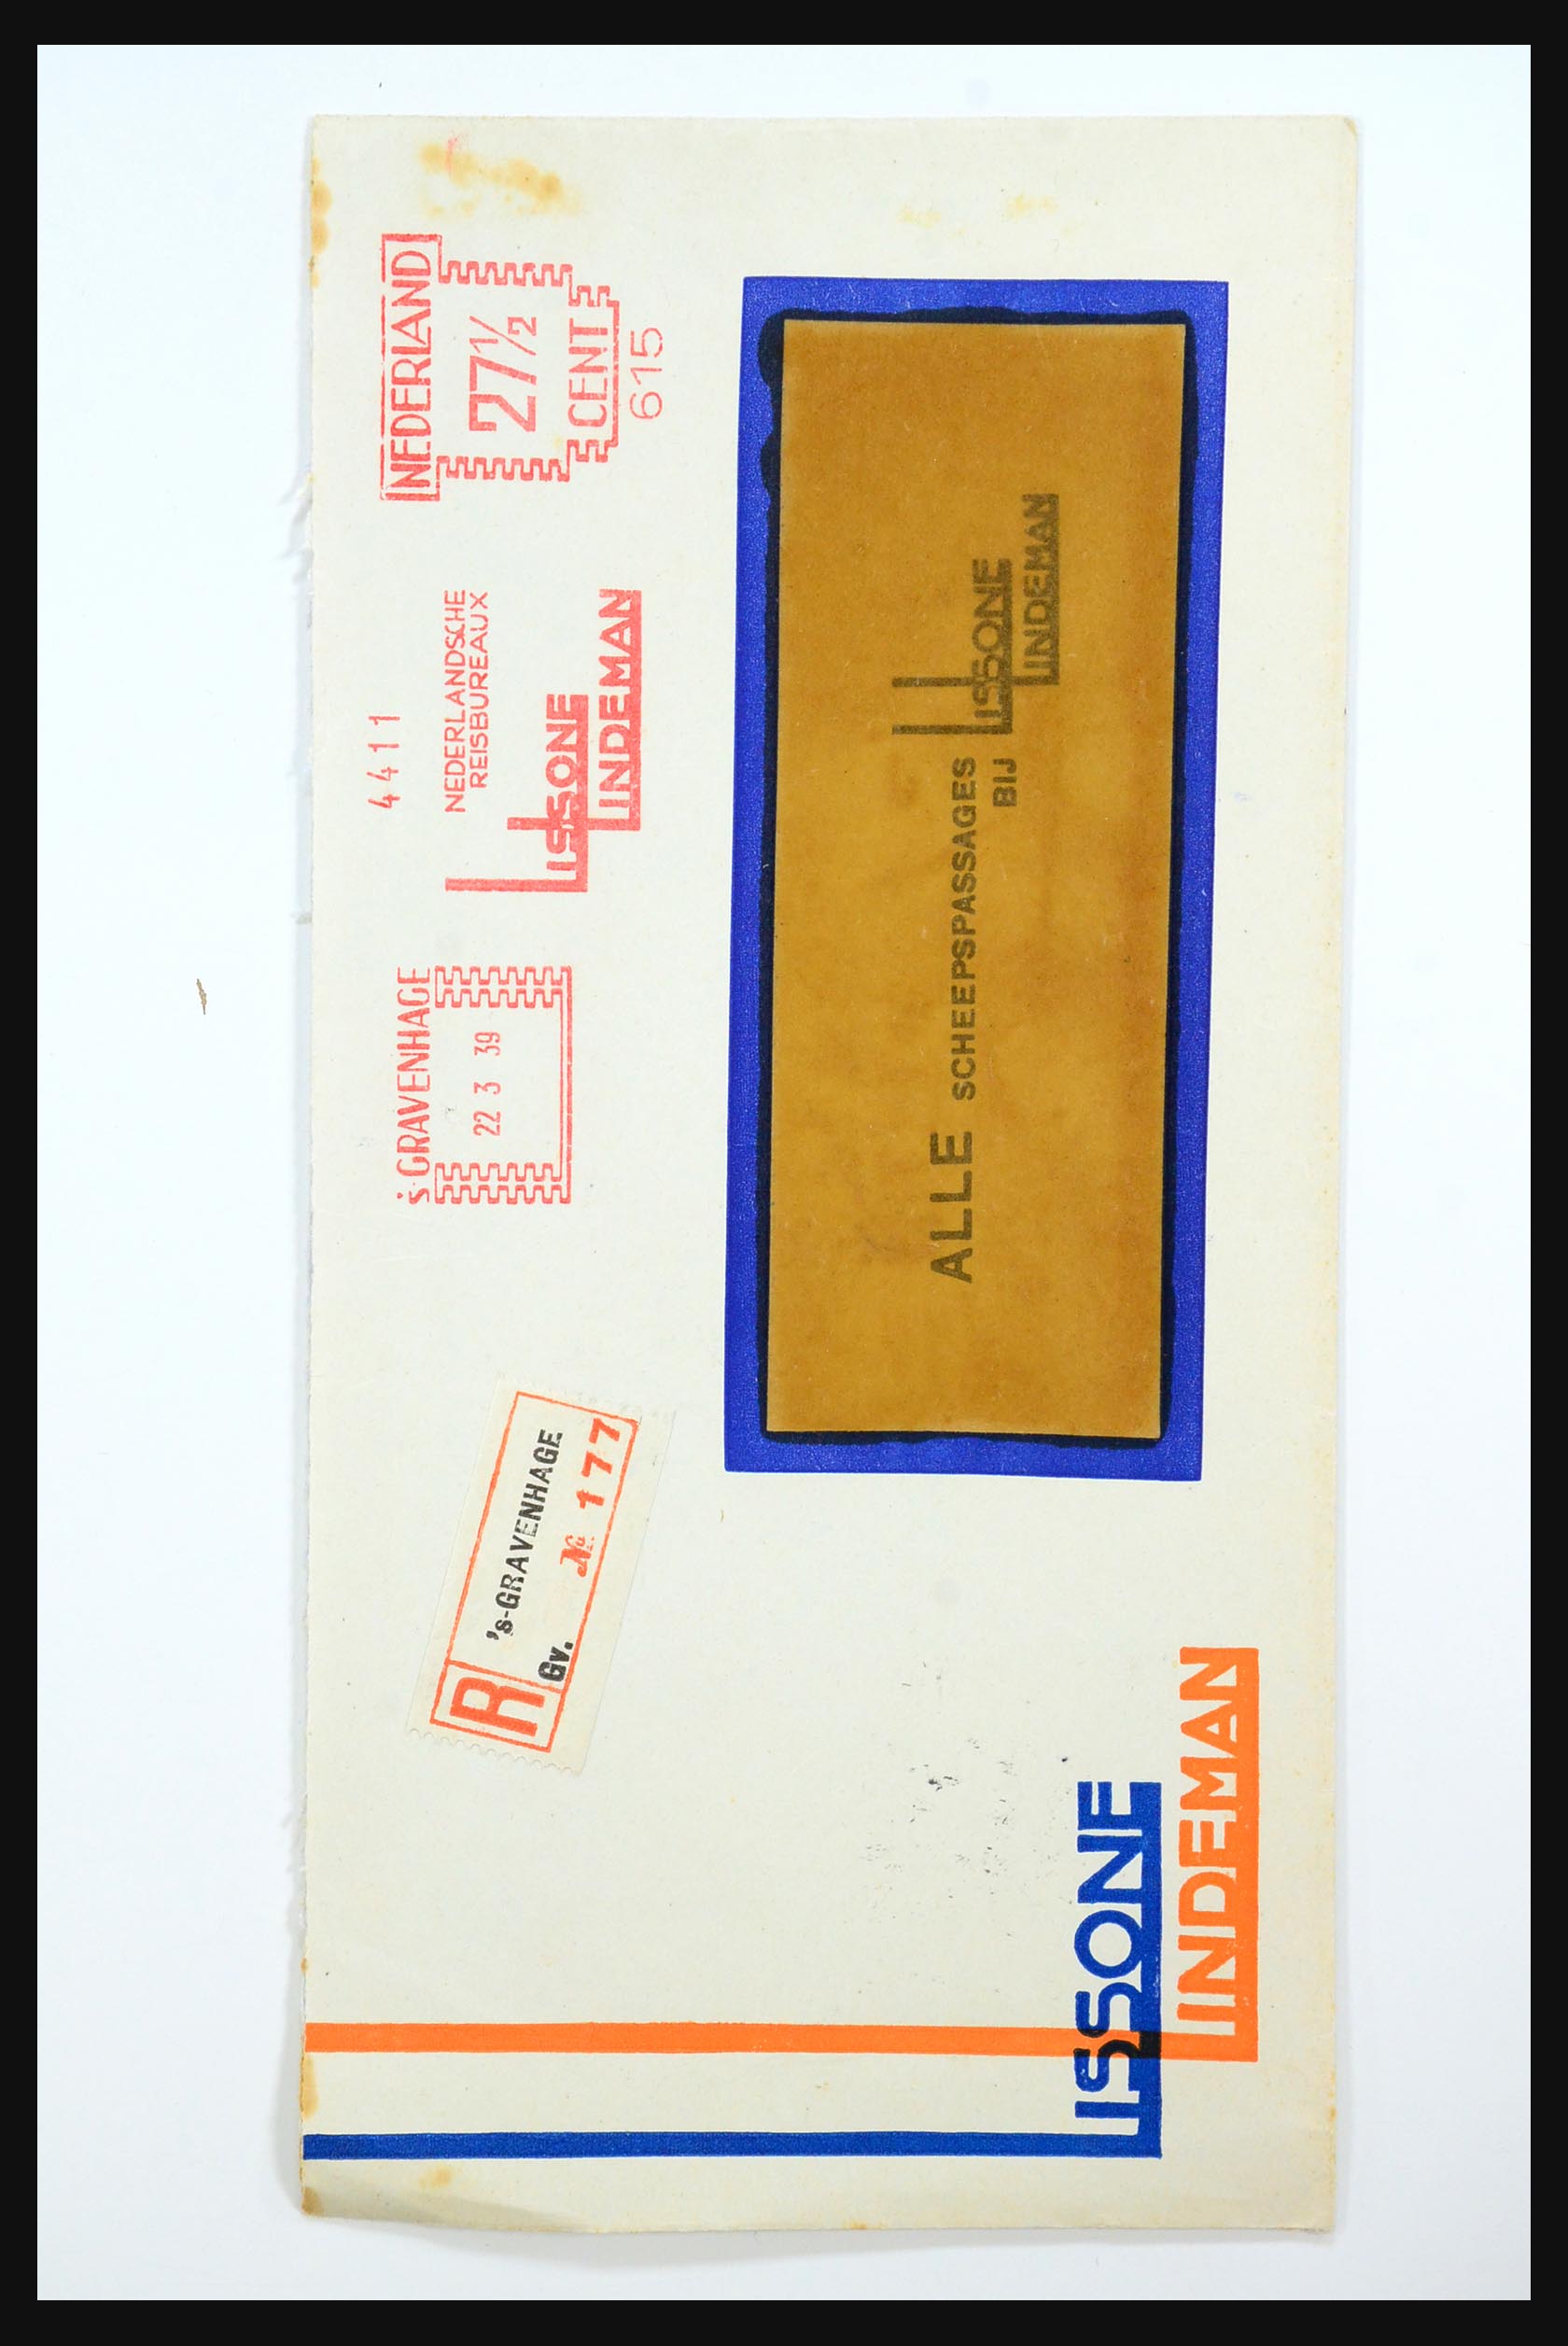 4411
's-GRAVENHAGE
22 3 39
NEDERLANDSCHE
REISBUREAUX
LISSONE
LINDEMAN
NEDERLAND
27½
CENT
615
R
's-GRAVENHAGE
Gv. № 177
ALLE SCHEEPSPASSAGES
BIJ
LISSONE
LINDEMAN
LISSONE
LINDEMAN